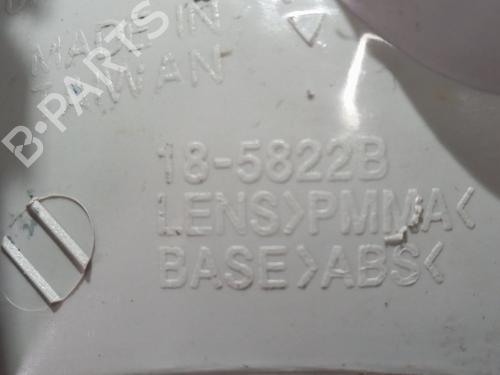 MADE IN
TAIWAN
B-PARTS
18-5822B
LENS>PMMA<
BASE>ABS<